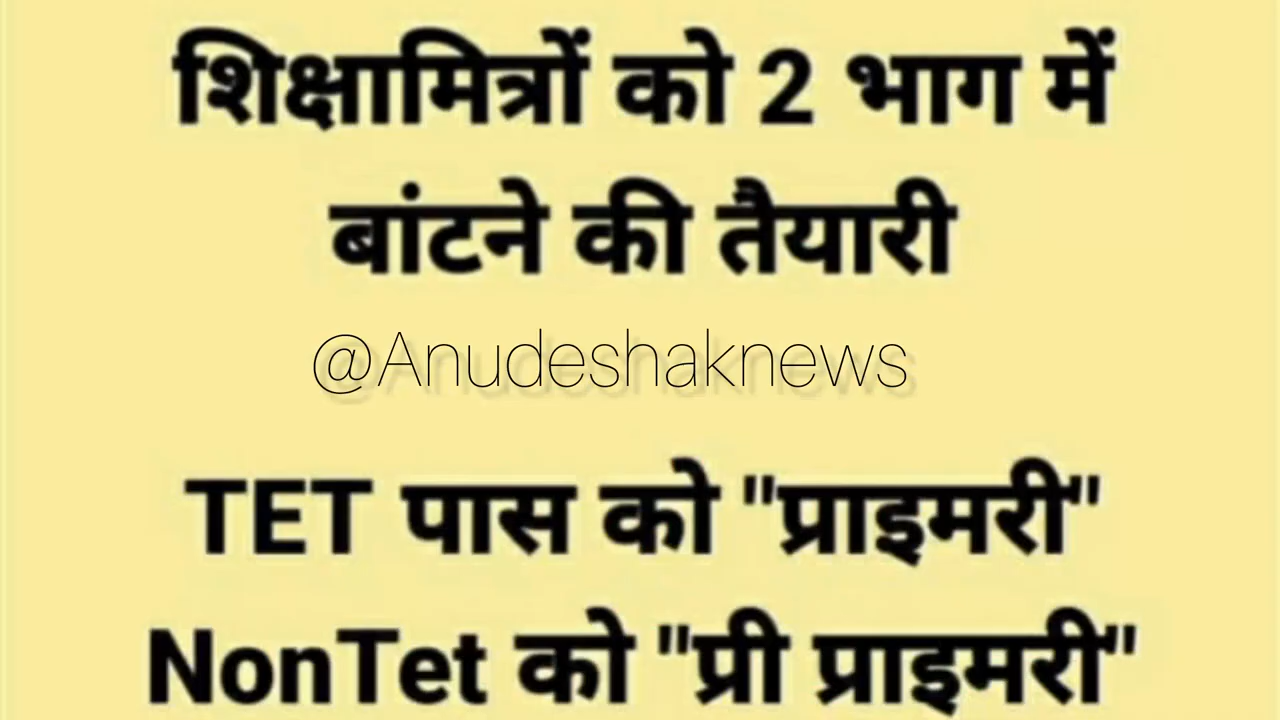 शिक्षामित्रों को 2 भाग में
बांटने की तैयारी
@Anudeshaknews
TET पास को "प्राइमरी"
NonTet को "प्री प्राइमरी"